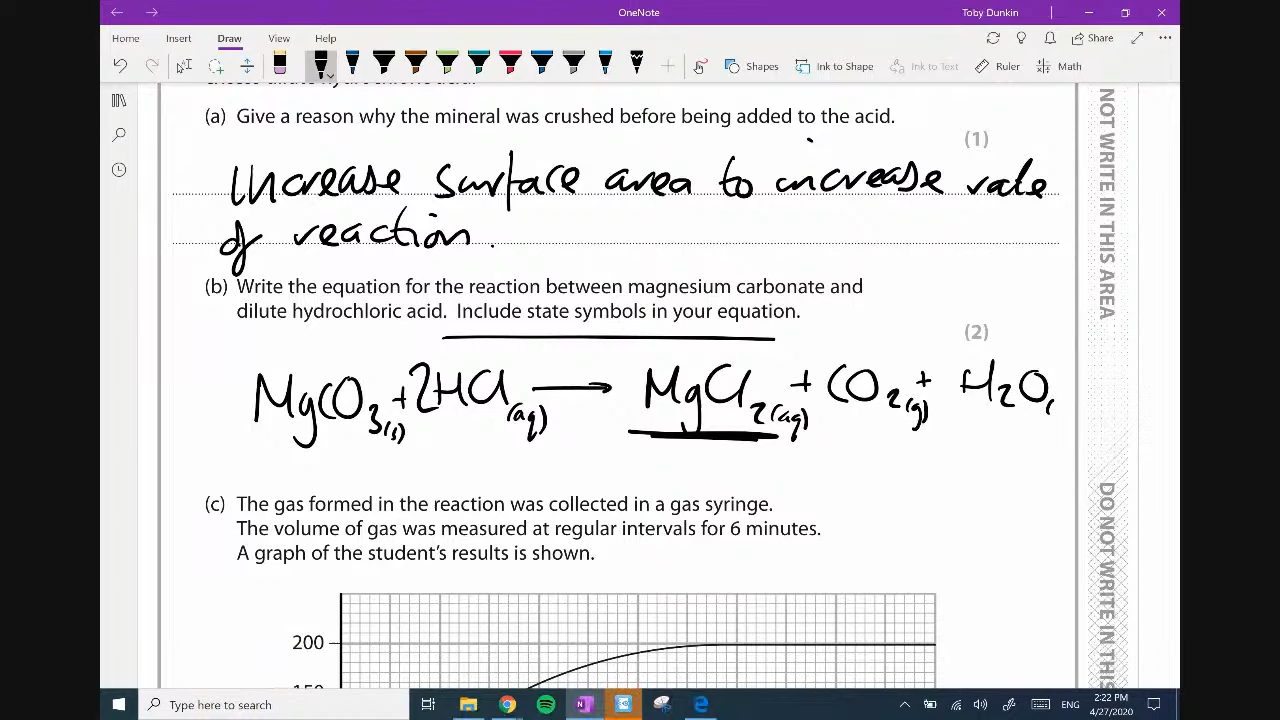 OneNote
Toby Dunkin
Home Insert Draw View Help
Share
Shapes Ink to Shape Ink to Text Ruler Math
(a) Give a reason why the mineral was crushed before being added to the acid.
(1)
Increase surface area to increase rate
of reaction.
(b) Write the equation for the reaction between magnesium carbonate and
dilute hydrochloric acid. Include state symbols in your equation.
(2)
MgCO3(s) + 2HCl(aq) → MgCl2(aq) + CO2(g) + H2O(
(c) The gas formed in the reaction was collected in a gas syringe.
The volume of gas was measured at regular intervals for 6 minutes.
A graph of the student's results is shown.
200
150
NOT WRITE IN THIS AREA
DO NOT WRITE IN THIS
Type here to search
ENG
2:22 PM
4/27/2020